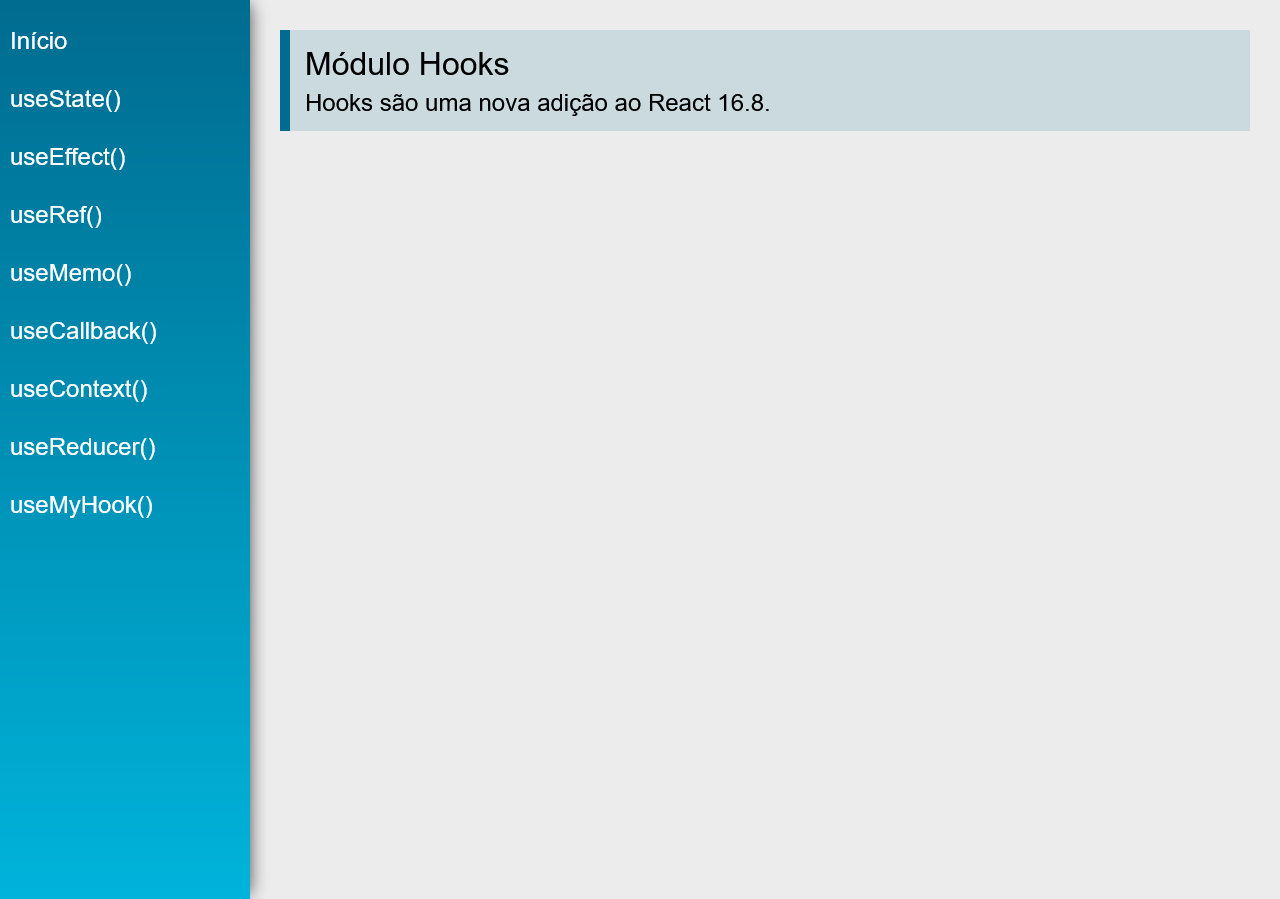 Início
useState()
useEffect()
useRef()
useMemo()
useCallback()
useContext()
useReducer()
useMyHook()
Módulo Hooks
Hooks são uma nova adição ao React 16.8.